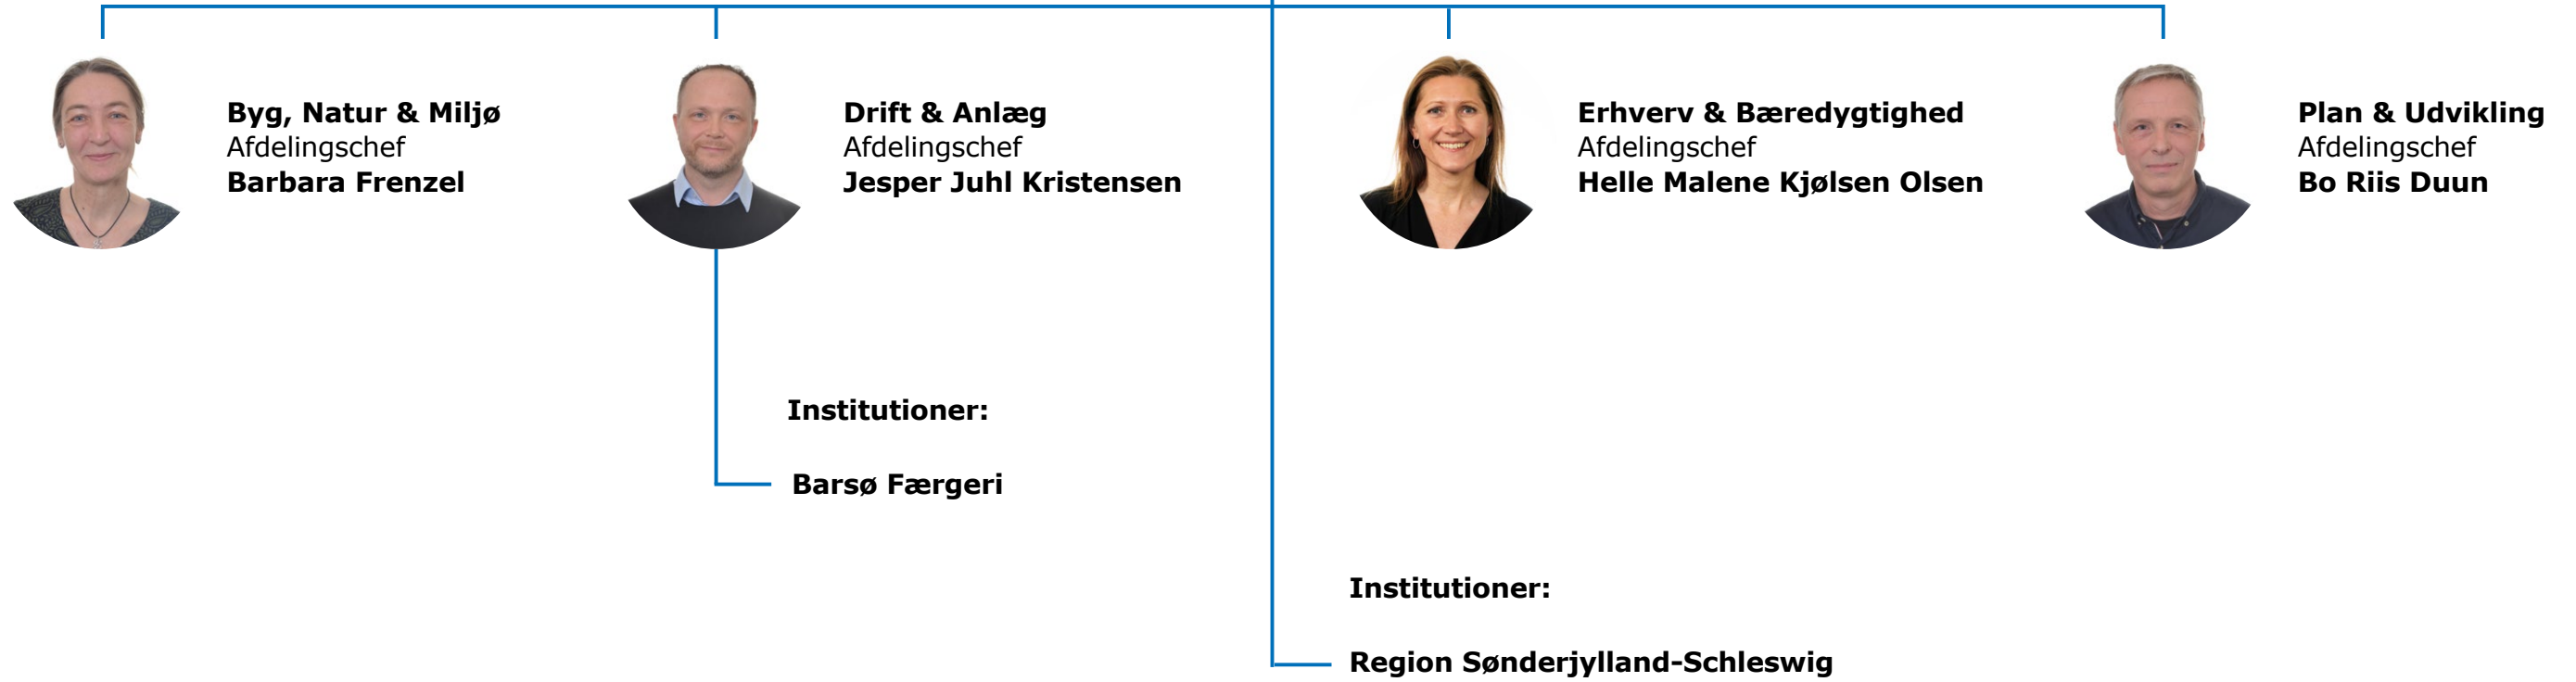 Byg, Natur & Miljø
Afdelingschef
Barbara Frenzel
Drift & Anlæg
Afdelingschef
Jesper Juhl Kristensen
Erhverv & Bæredygtighed
Afdelingschef
Helle Malene Kjølsen Olsen
Plan & Udvikling
Afdelingschef
Bo Riis Duun
Institutioner:
Barsø Færgeri
Institutioner:
Region Sønderjylland-Schleswig